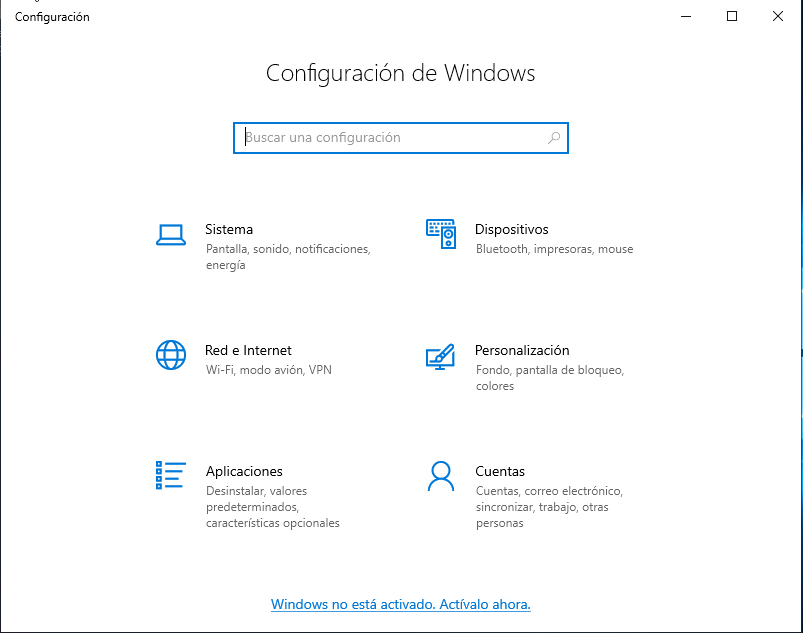 Configuración
Configuración de Windows
Buscar una configuración
Sistema
Pantalla, sonido, notificaciones,
energía
Dispositivos
Bluetooth, impresoras, mouse
Red e Internet
Wi-Fi, modo avión, VPN
Personalización
Fondo, pantalla de bloqueo,
colores
Aplicaciones
Desinstalar, valores
predeterminados,
características opcionales
Cuentas
Cuentas, correo electrónico,
sincronizar, trabajo, otras
personas
Windows no está activado. Actívalo ahora.